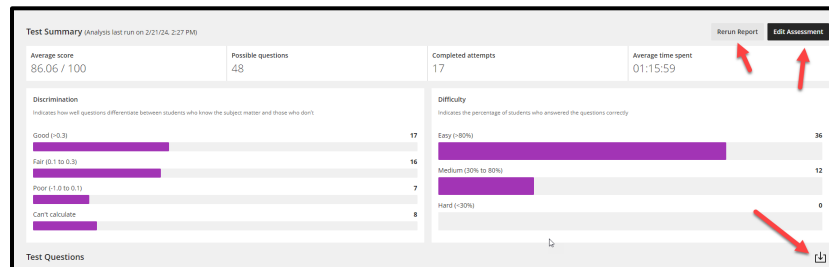 Test Summary (Analysis last run on 2/21/24, 2:27 PM)
Rerun Report
Edit Assessment
Average score
86.06 / 100
Possible questions
48
Completed attempts
17
Average time spent
01:15:59
Discrimination
Indicates how well questions differentiate between students who know the subject matter and those who don't
Good (>0.3) 17
Fair (0.1 to 0.3) 16
Poor (-1.0 to 0.1) 7
Can't calculate 8
Difficulty
Indicates the percentage of students who answered the questions correctly
Easy (>80%) 36
Medium (30% to 80%) 12
Hard (<30%) 0
Test Questions